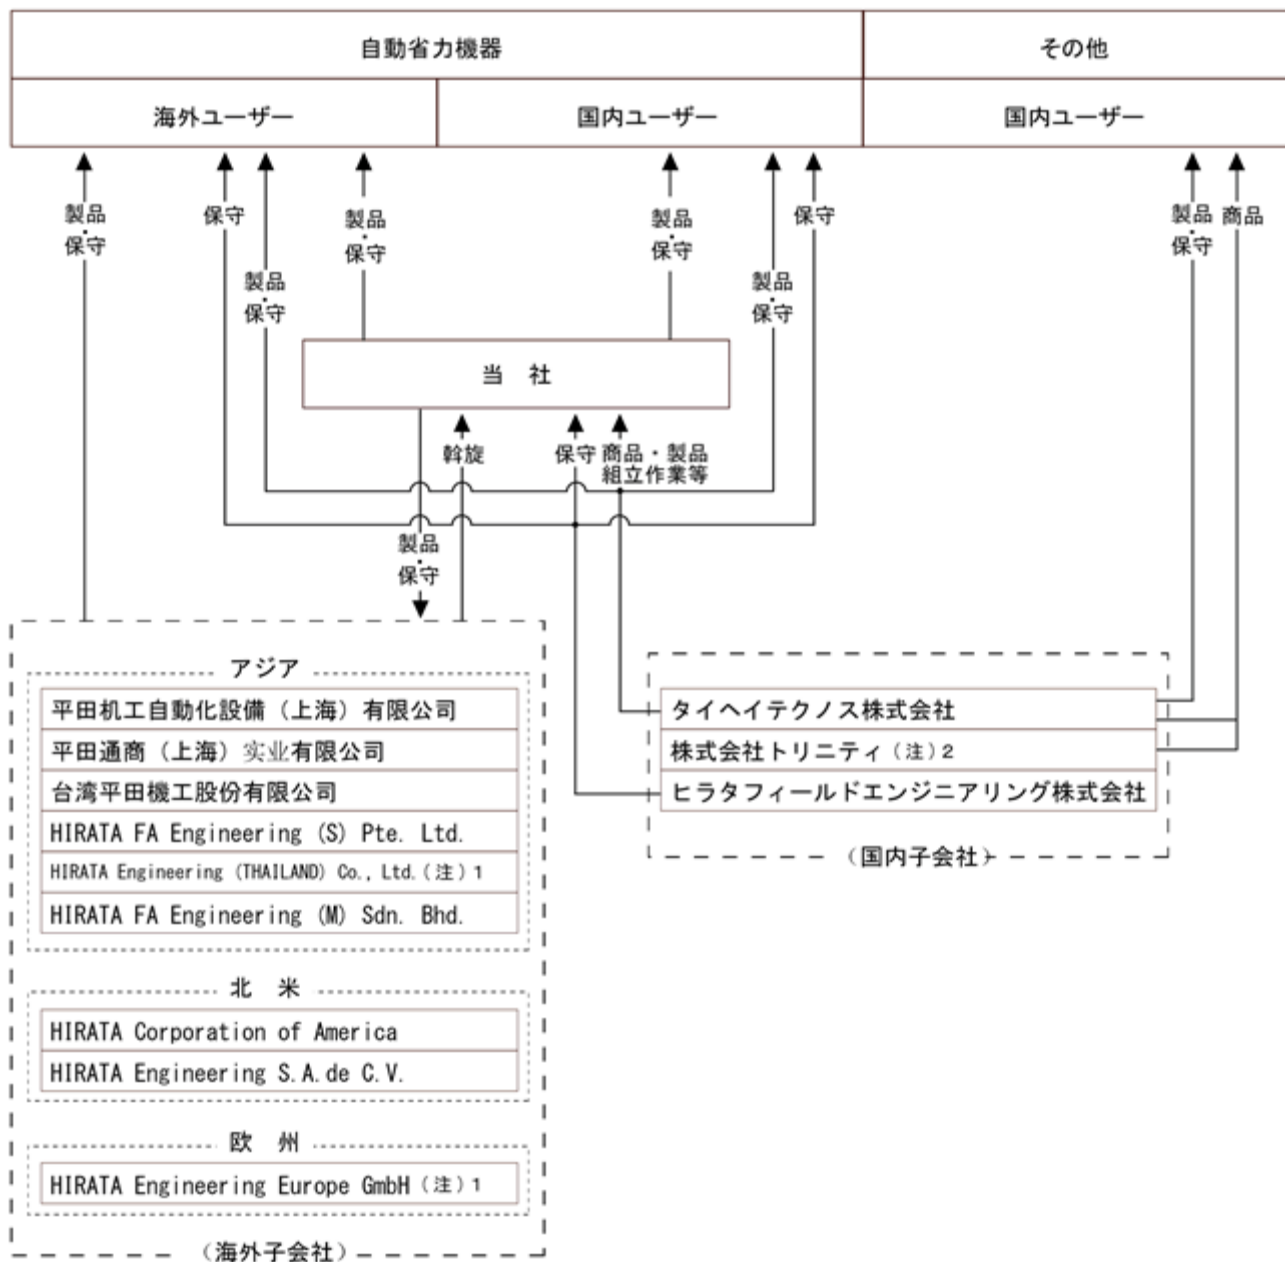 自動省力機器
その他
海外ユーザー
国内ユーザー
国内ユーザー
製品
・
保守
保守
製品
・
保守
製品
・
保守
製品
・
保守
製品
・
保守
保守
製品
・
保守
商品
当 社
斡旋
保守
商品・製品
組立作業等
製品
・
保守
アジア
平田机工自動化設備（上海）有限公司
平田通商（上海）实业有限公司
台湾平田機工股份有限公司
HIRATA FA Engineering (S) Pte. Ltd.
HIRATA Engineering (THAILAND) Co., Ltd.（注）1
HIRATA FA Engineering (M) Sdn. Bhd.
北 米
HIRATA Corporation of America
HIRATA Engineering S.A.de C.V.
欧 州
HIRATA Engineering Europe GmbH（注）1
（海外子会社）
タイヘイテクノス株式会社
株式会社トリニティ（注）2
ヒラタフィールドエンジニアリング株式会社
（国内子会社）